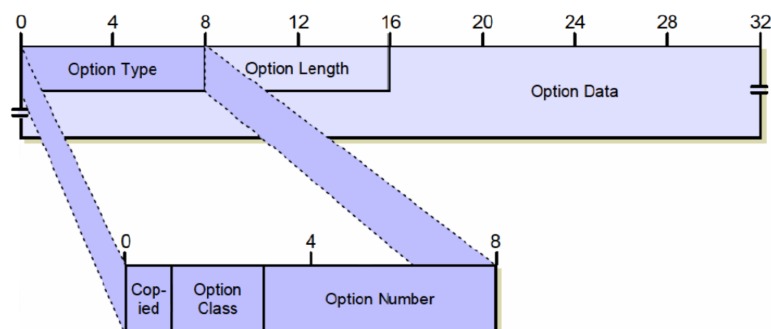 0 4 8 12 16 20 24 28 32
Option Type
Option Length
Option Data
0 4 8
Cop-
ied
Option
Class
Option Number